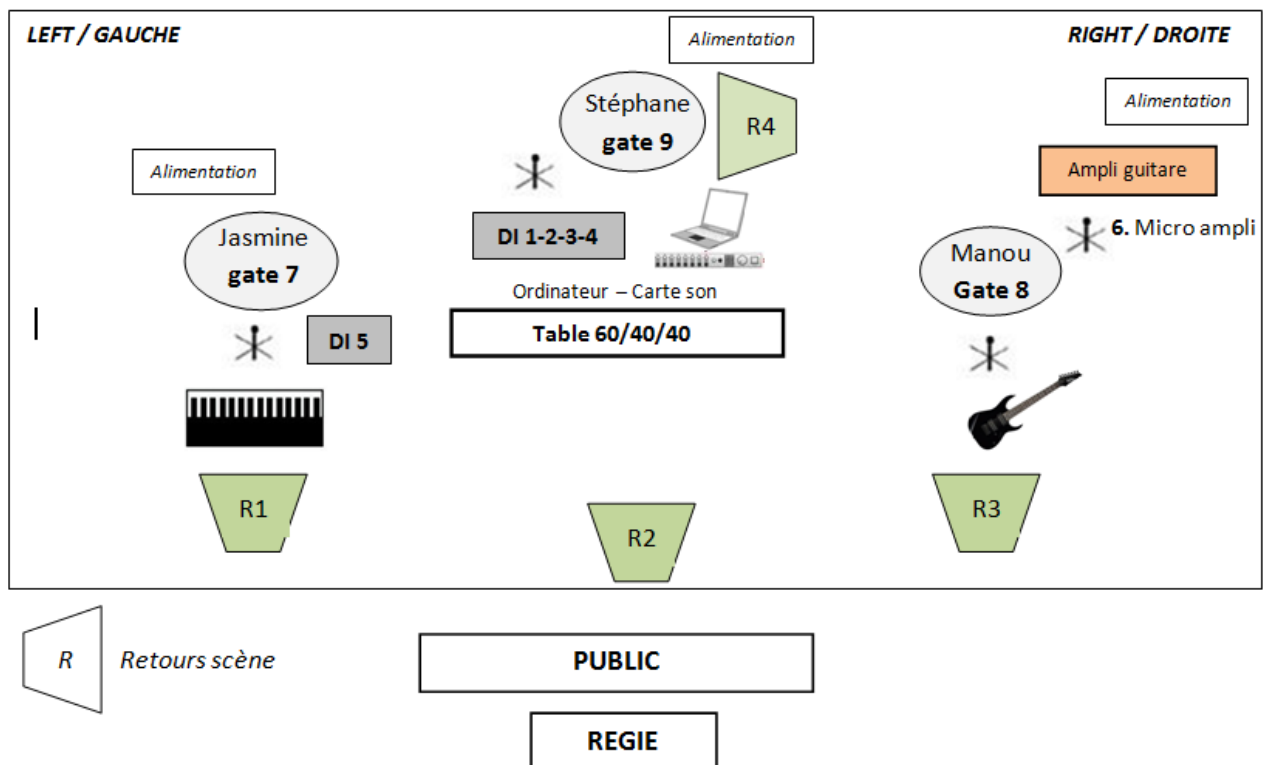 LEFT / GAUCHE
RIGHT / DROITE
Alimentation
Stéphane
gate 9
R4
Alimentation
Alimentation
Ampli guitare
Jasmine
gate 7
DI 1-2-3-4
6. Micro ampli
Manou
Gate 8
Ordinateur – Carte son
DI 5
Table 60/40/40
R1
R2
R3
R
Retours scène
PUBLIC
REGIE